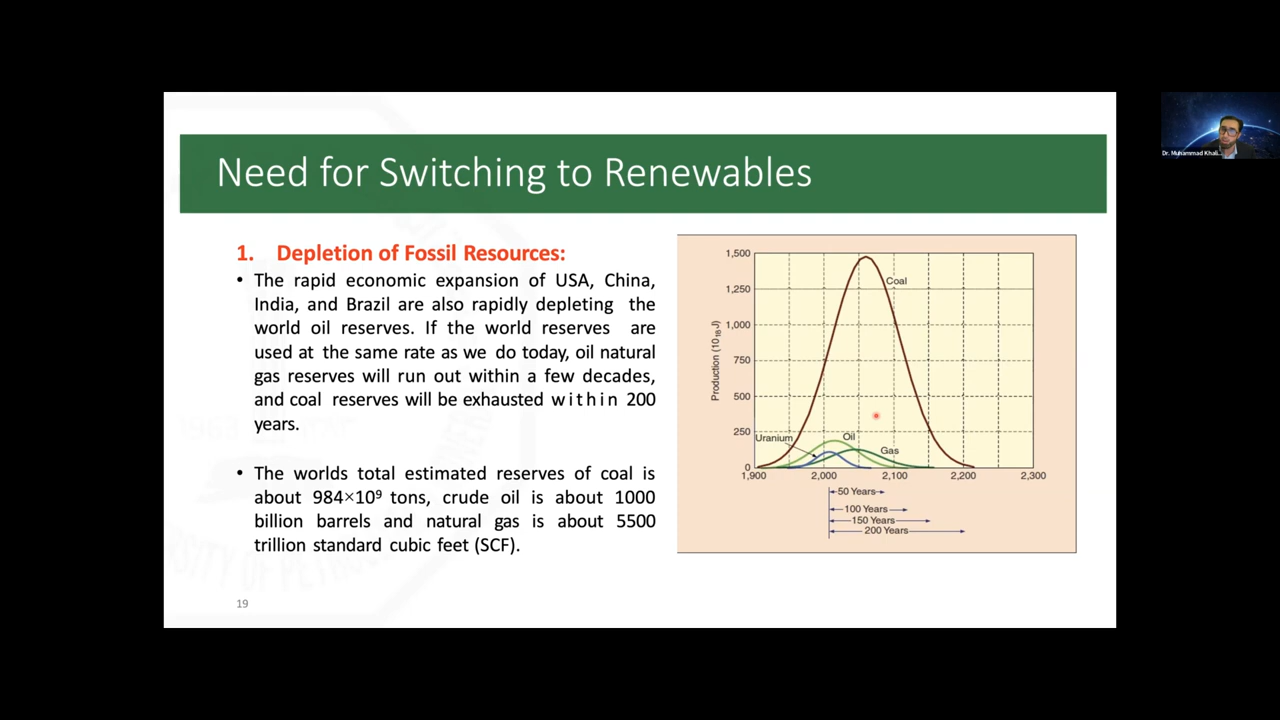 Need for Switching to Renewables
Dr. Muhammad Khali...
1. Depletion of Fossil Resources:
• The rapid economic expansion of USA, China,
India, and Brazil are also rapidly depleting the
world oil reserves. If the world reserves are
used at the same rate as we do today, oil natural
gas reserves will run out within a few decades,
and coal reserves will be exhausted within 200
years.
• The worlds total estimated reserves of coal is
about 984×10⁹ tons, crude oil is about 1000
billion barrels and natural gas is about 5500
trillion standard cubic feet (SCF).
19
Production (10₁₈J)
1,500
1,250
1,000
750
500
250
0
Coal
Uranium
Oil
Gas
1,900 2,000 2,100 2,200 2,300
50 Years
100 Years
150 Years
200 Years